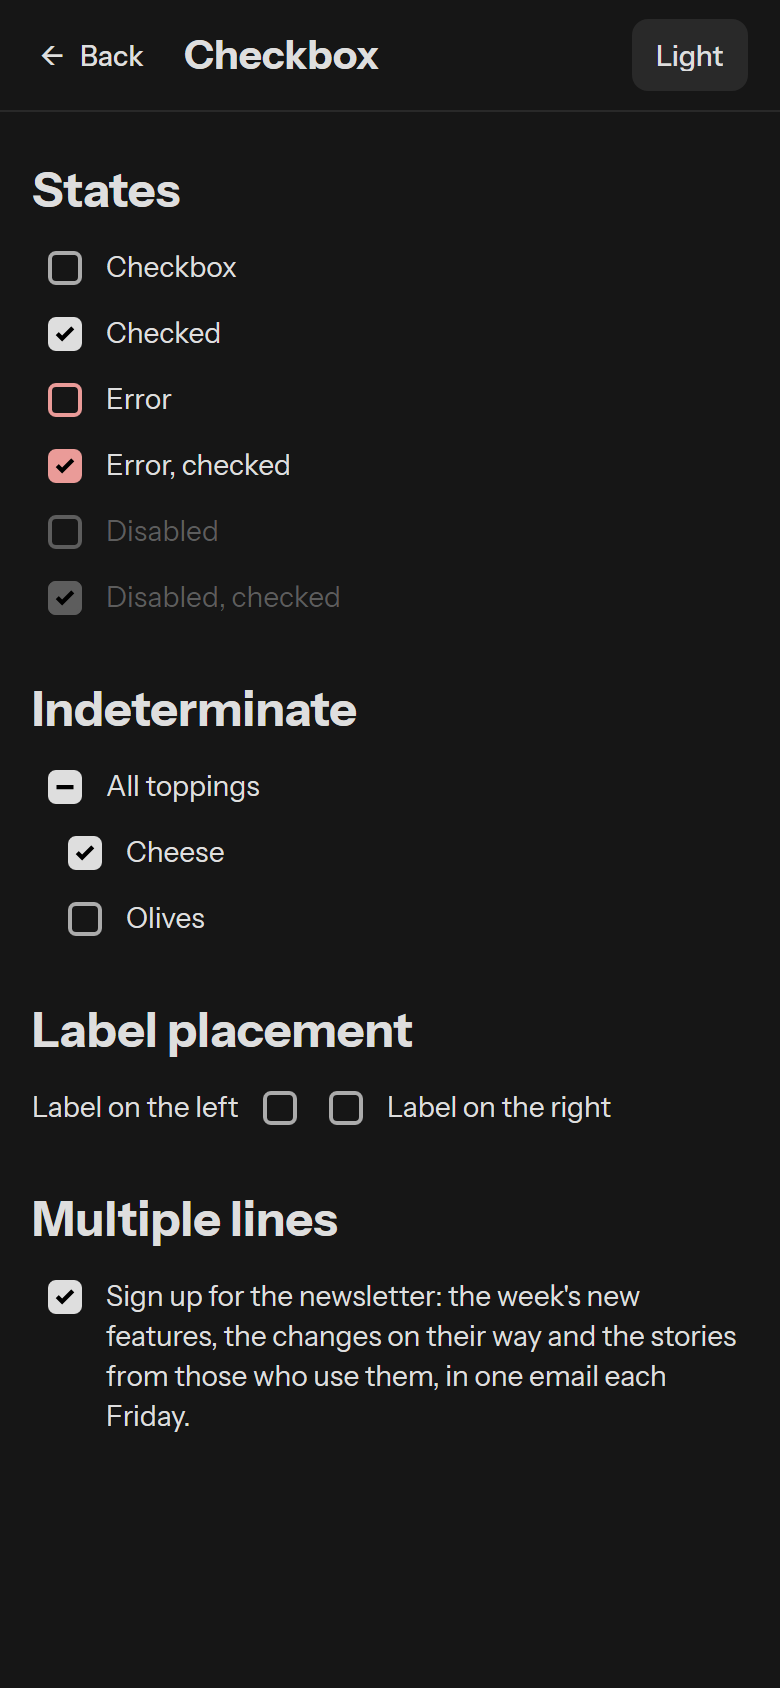 Back
Checkbox
Light
States
Checkbox
Checked
Error
Error, checked
Disabled
Disabled, checked
Indeterminate
All toppings
Cheese
Olives
Label placement
Label on the left
Label on the right
Multiple lines
Sign up for the newsletter: the week's new
features, the changes on their way and the stories
from those who use them, in one email each
Friday.